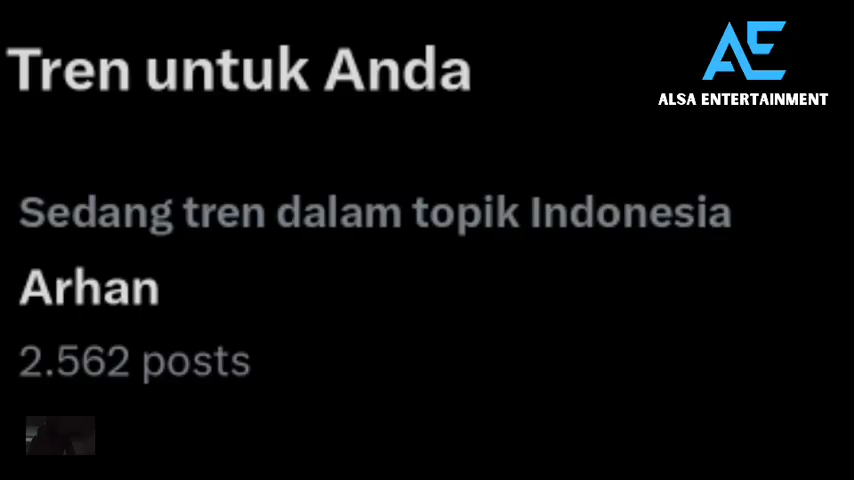 Tren untuk Anda
AE
ALSA ENTERTAINMENT
Sedang tren dalam topik Indonesia
Arhan
2.562 posts